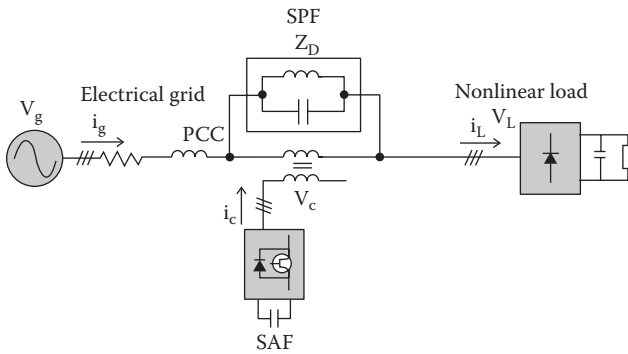 SPF
Z_D
Electrical grid
Nonlinear load
V_g
i_g
PCC
i_L
V_L
i_c
V_c
SAF